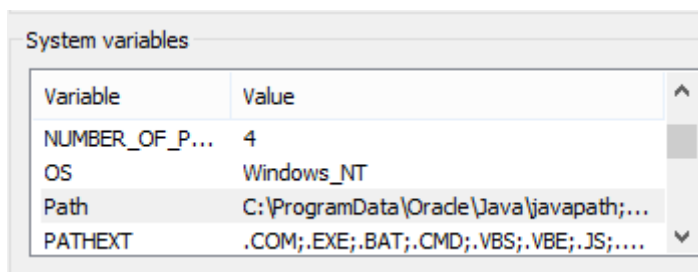 System variables
Variable Value
NUMBER_OF_P... 4
OS Windows_NT
Path C:\ProgramData\Oracle\Java\javapath;...
PATHEXT .COM;.EXE;.BAT;.CMD;.VBS;.VBE;.JS;....